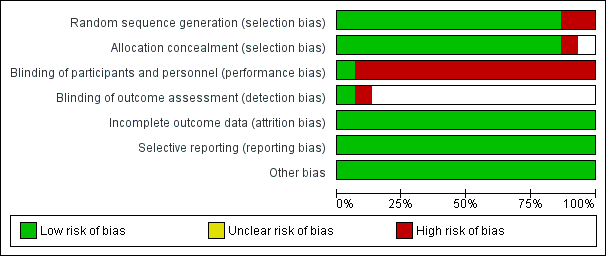 Random sequence generation (selection bias)
Allocation concealment (selection bias)
Blinding of participants and personnel (performance bias)
Blinding of outcome assessment (detection bias)
Incomplete outcome data (attrition bias)
Selective reporting (reporting bias)
Other bias
0% 25% 50% 75% 100%
Low risk of bias Unclear risk of bias High risk of bias